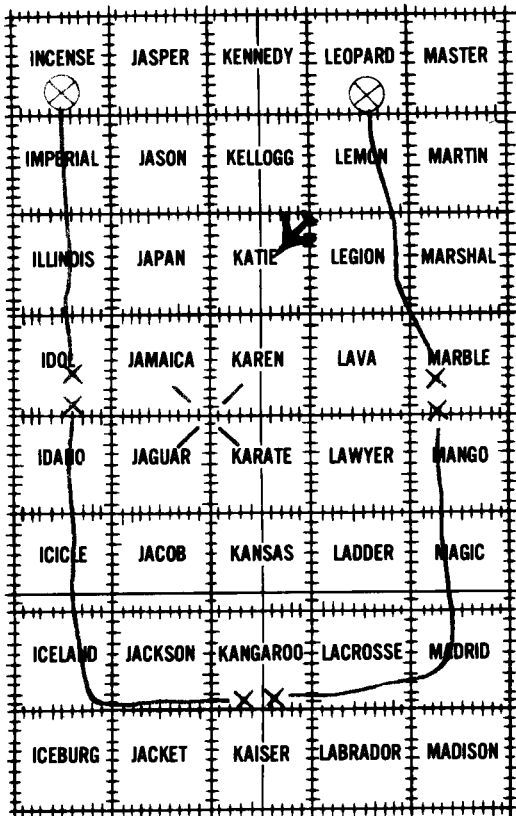 INCENSE JASPER KENNEDY LEOPARD MASTER
IMPERIAL JASON KELLOGG LEMON MARTIN
ILLINOIS JAPAN KATIE LEGION MARSHAL
IDOL JAMAICA KAREN LAVA MARBLE
IDAHO JAGUAR KARATE LAWYER MANGO
ICICLE JACOB KANSAS LADDER MAGIC
ICELAND JACKSON KANGAROO LACROSSE MADRID
ICEBURG JACKET KAISER LABRADOR MADISON